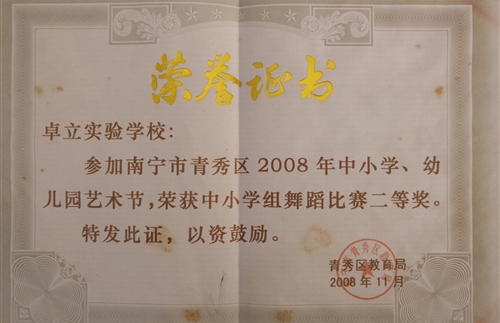 荣誉证书
卓立实验学校:
参加南宁市青秀区2008年中小学、幼
儿园艺术节,荣获中小学组舞蹈比赛二等奖。
特发此证，以资鼓励。
青秀区教育局
2008年11月